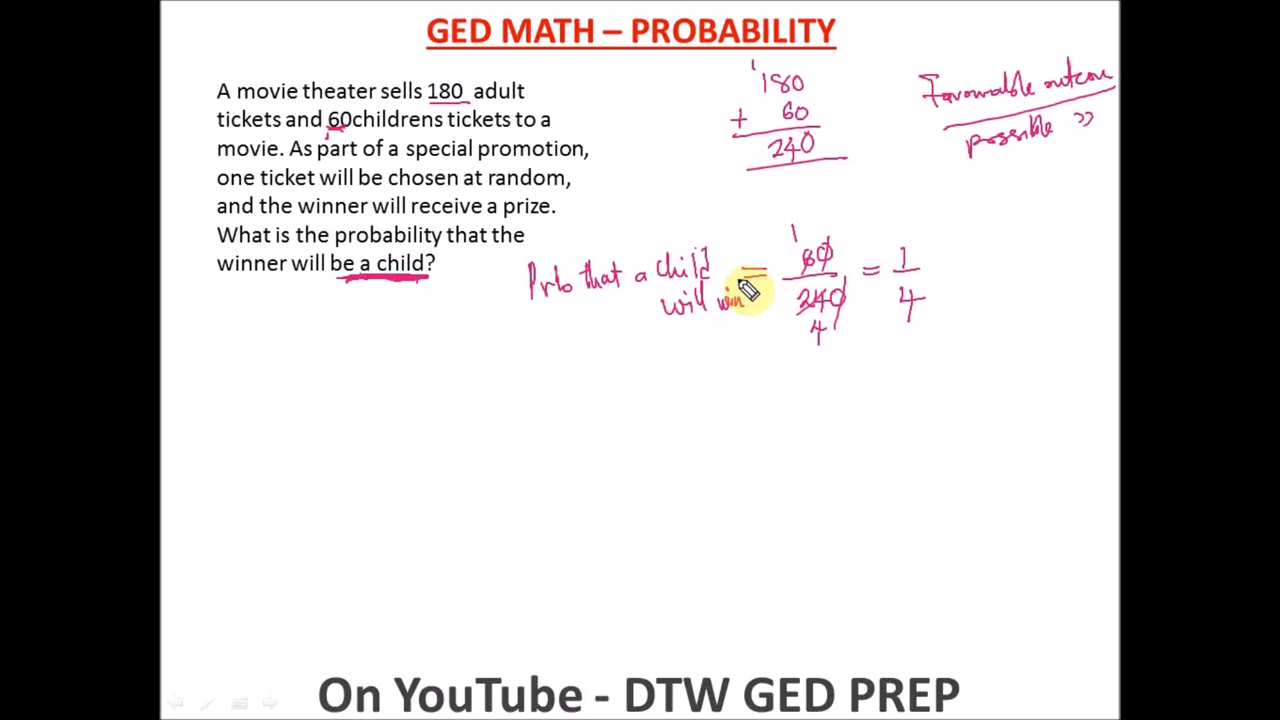 GED MATH – PROBABILITY
A movie theater sells 180 adult
tickets and 60childrens tickets to a
movie. As part of a special promotion,
one ticket will be chosen at random,
and the winner will receive a prize.
What is the probability that the
winner will be a child?
1
180
+ 60
240
Favourable outcome
possible "
Prob that a child
will win
= 60/240 = 1/4
1
4
On YouTube - DTW GED PREP